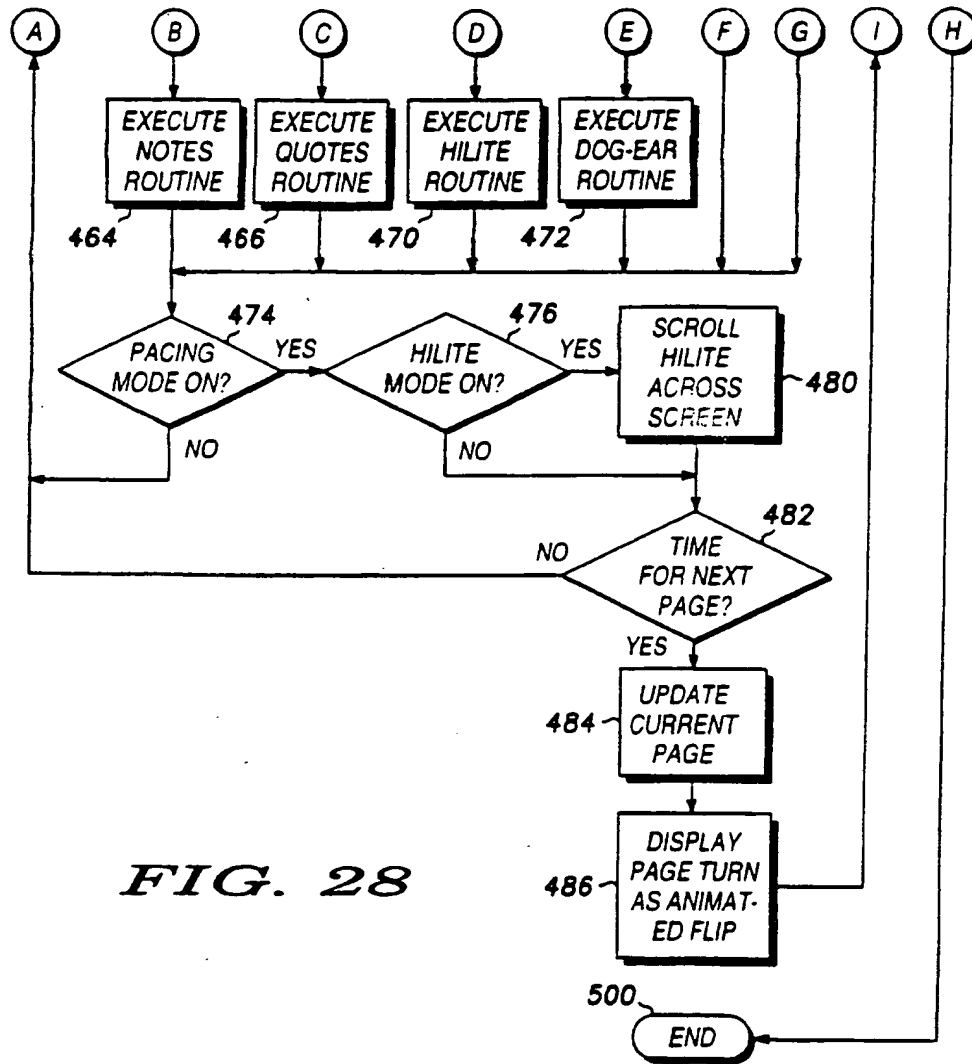 A B C D E F G I H
EXECUTE
NOTES
ROUTINE
464
EXECUTE
QUOTES
ROUTINE
466
EXECUTE
HILITE
ROUTINE
470
EXECUTE
DOG-EAR
ROUTINE
472
PACING
MODE ON?
474
YES
NO
HILITE
MODE ON?
476
YES
NO
SCROLL
HILITE
ACROSS
SCREEN
480
TIME
FOR NEXT
PAGE?
482
NO
YES
UPDATE
CURRENT
PAGE
484
DISPLAY
PAGE TURN
AS ANIMAT-
ED FLIP
486
FIG. 28
500
END